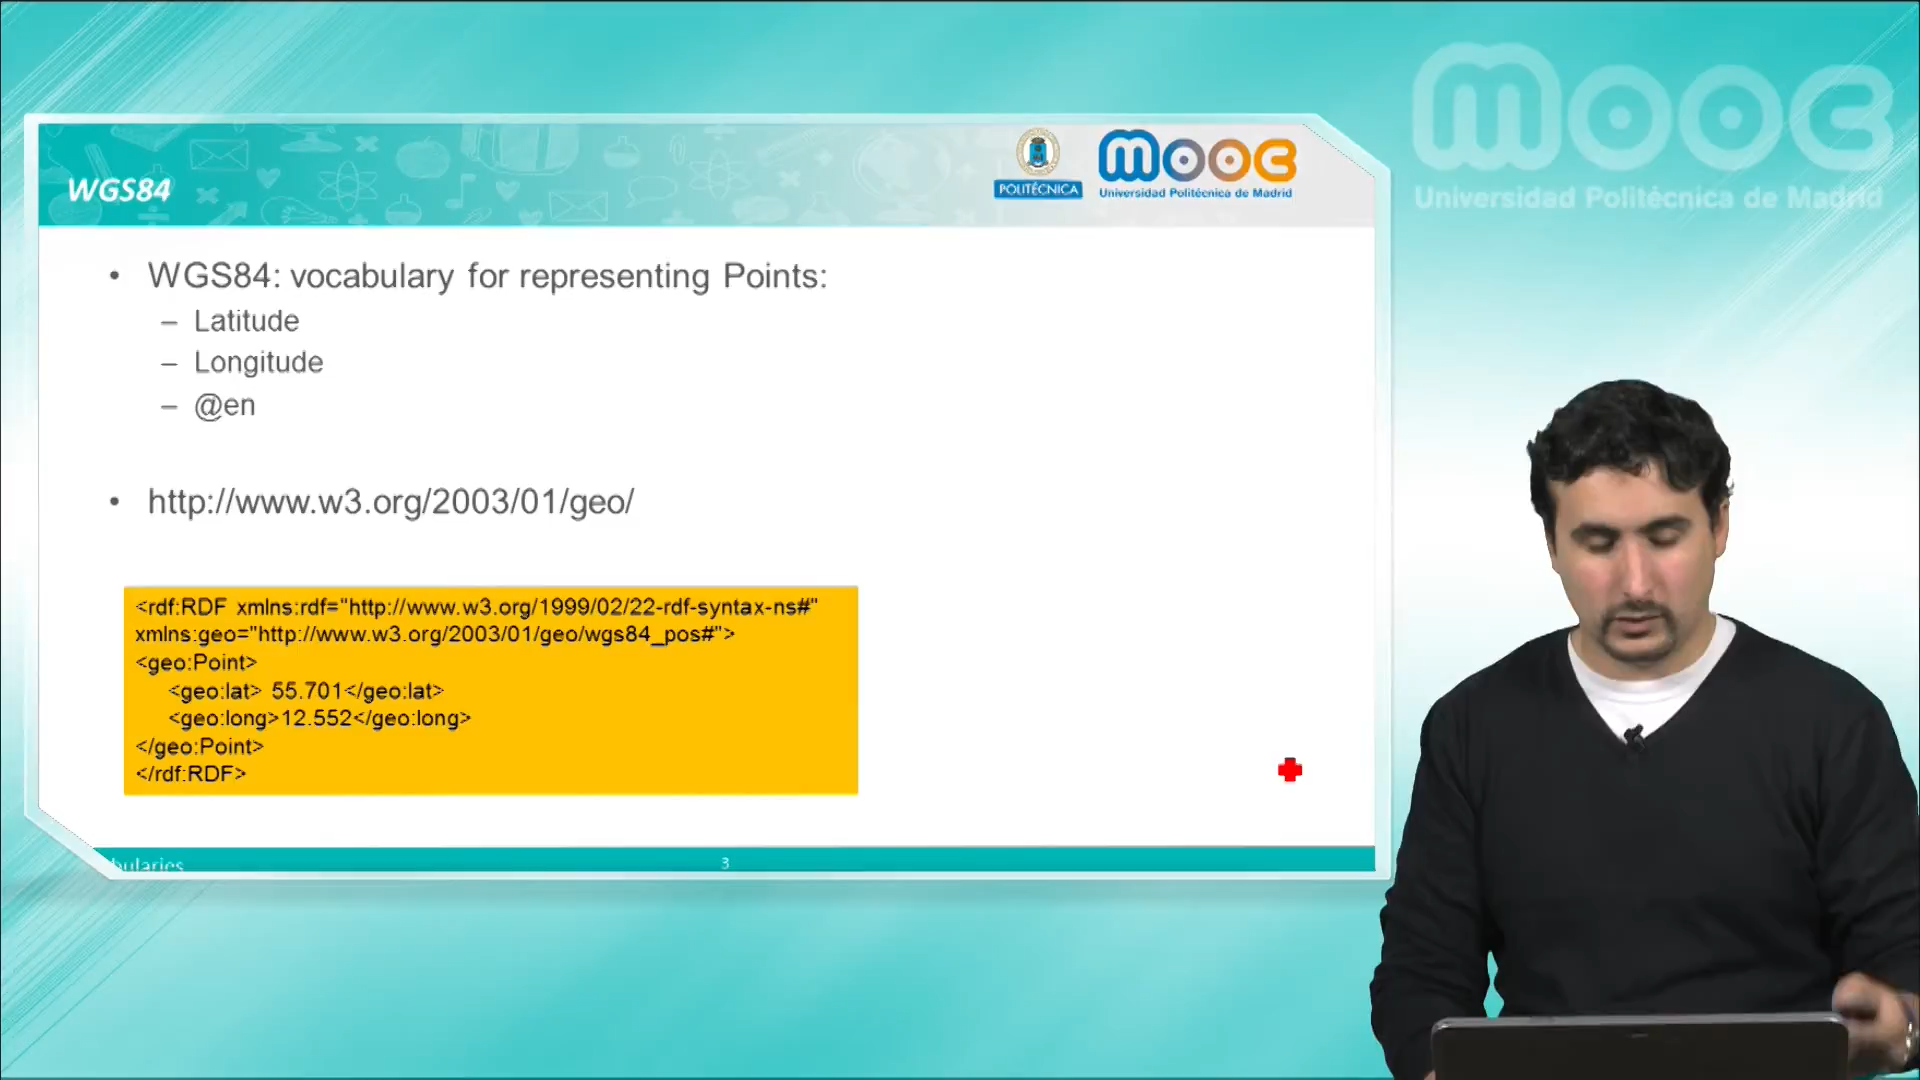 mooc
Universidad Politécnica de Madrid
POLITÉCNICA
mooc
Universidad Politécnica de Madrid
WGS84
• WGS84: vocabulary for representing Points:
– Latitude
– Longitude
– @en
• http://www.w3.org/2003/01/geo/
<rdf:RDF xmlns:rdf="http://www.w3.org/1999/02/22-rdf-syntax-ns#"
xmlns:geo="http://www.w3.org/2003/01/geo/wgs84_pos#">
<geo:Point>
<geo:lat> 55.701</geo:lat>
<geo:long>12.552</geo:long>
</geo:Point>
</rdf:RDF>
bularies
3